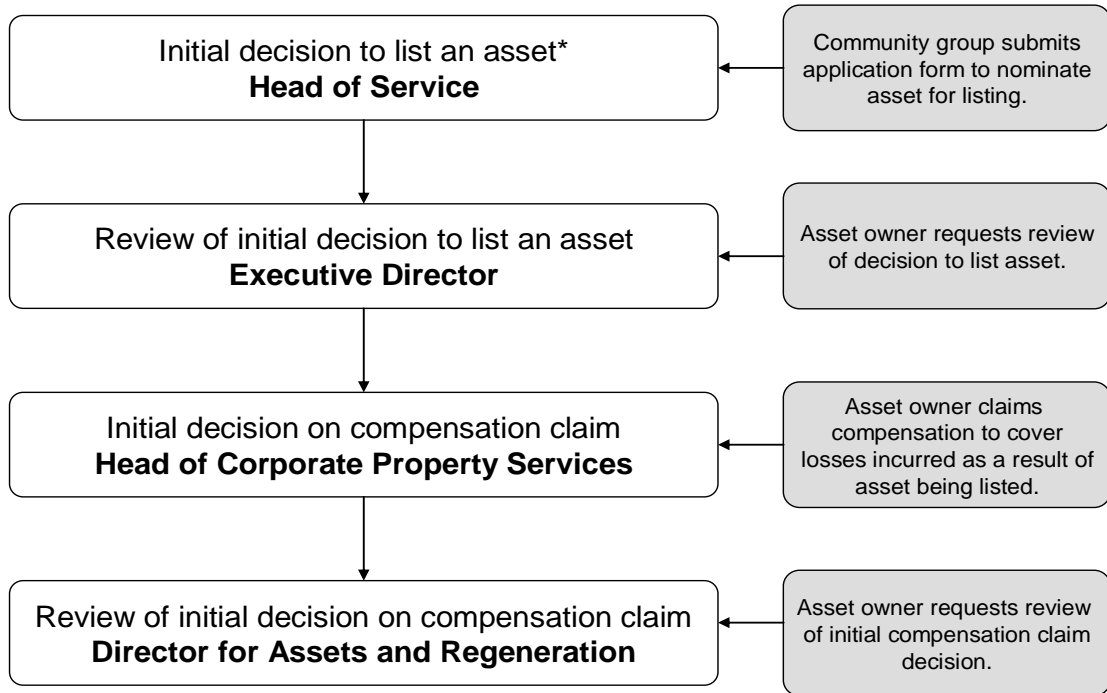 Initial decision to list an asset*
Head of Service
Community group submits
application form to nominate
asset for listing.
Review of initial decision to list an asset
Executive Director
Asset owner requests review
of decision to list asset.
Initial decision on compensation claim
Head of Corporate Property Services
Asset owner claims
compensation to cover
losses incurred as a result of
asset being listed.
Review of initial decision on compensation claim
Director for Assets and Regeneration
Asset owner requests review
of initial compensation claim
decision.